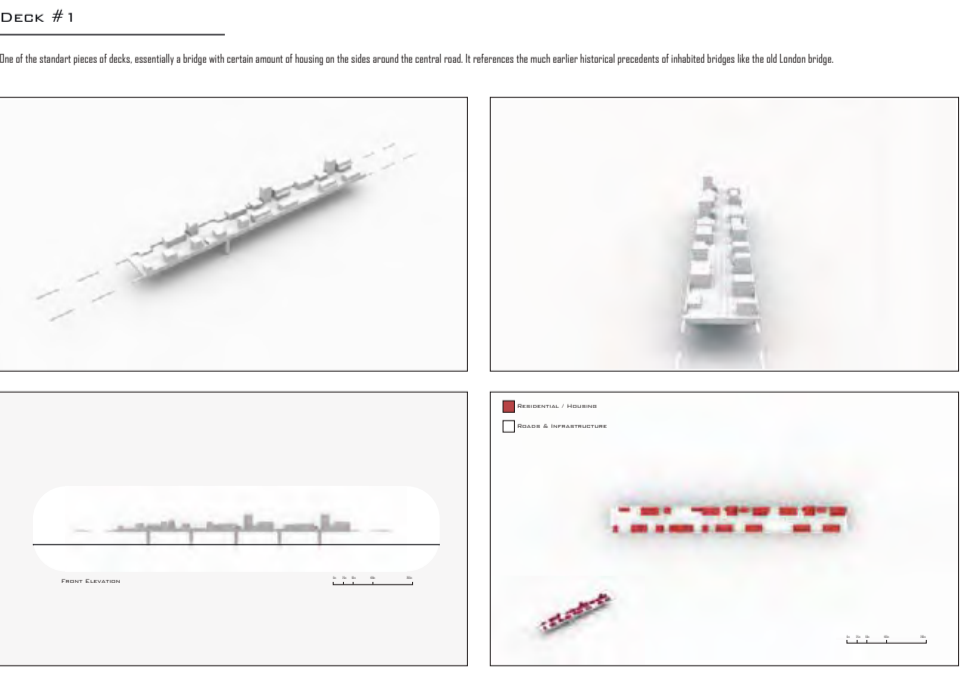 Deck #1
One of the standart pieces of decks, essentially a bridge with certain amount of housing on the sides around the central road. It references the much earlier historical precedents of inhabited bridges like the old London bridge.
Residential / Housing
Roads & Infrastructure
Front Elevation